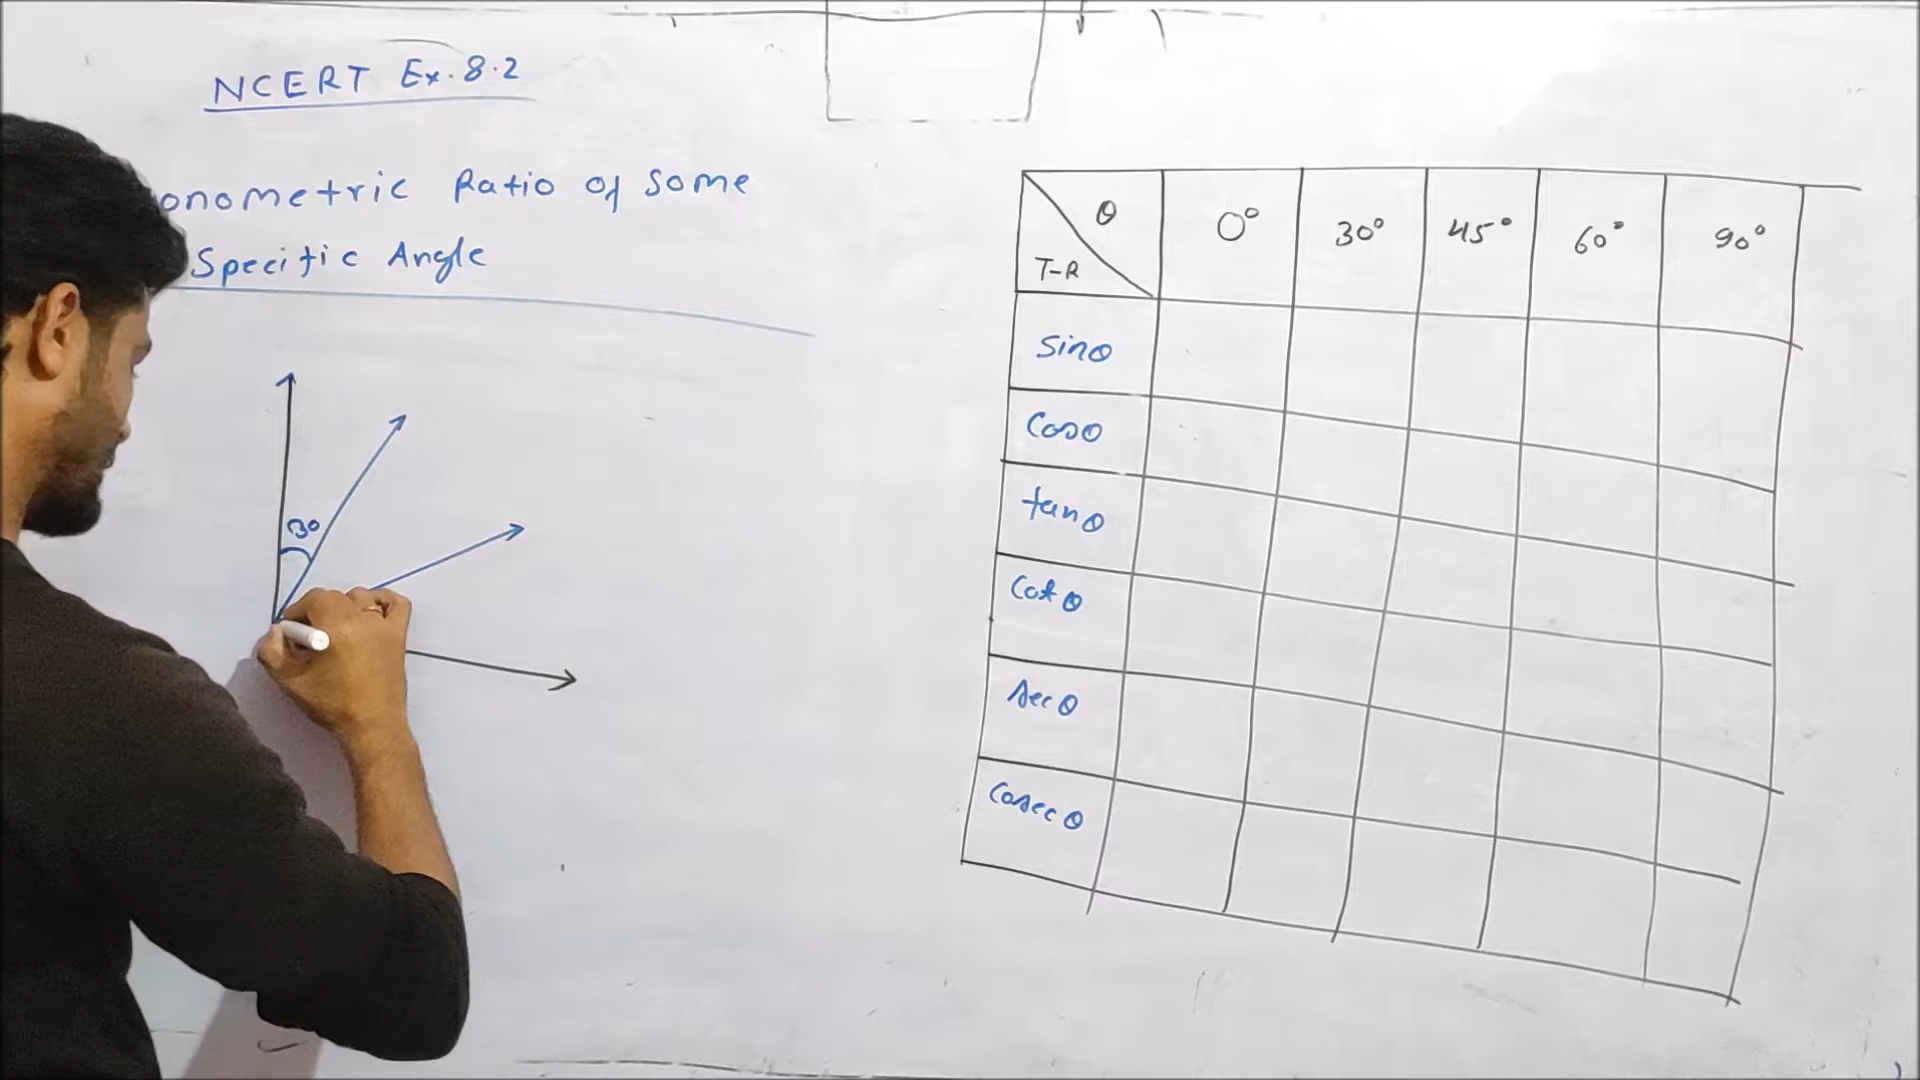 NCERT Ex. 8.2
onometric Ratio of Some
Specific Angle
30
θ 0° 30° 45° 60° 90°
T-R
Sinθ
Cosθ
tanθ
Cotθ
Secθ
Cosecθ